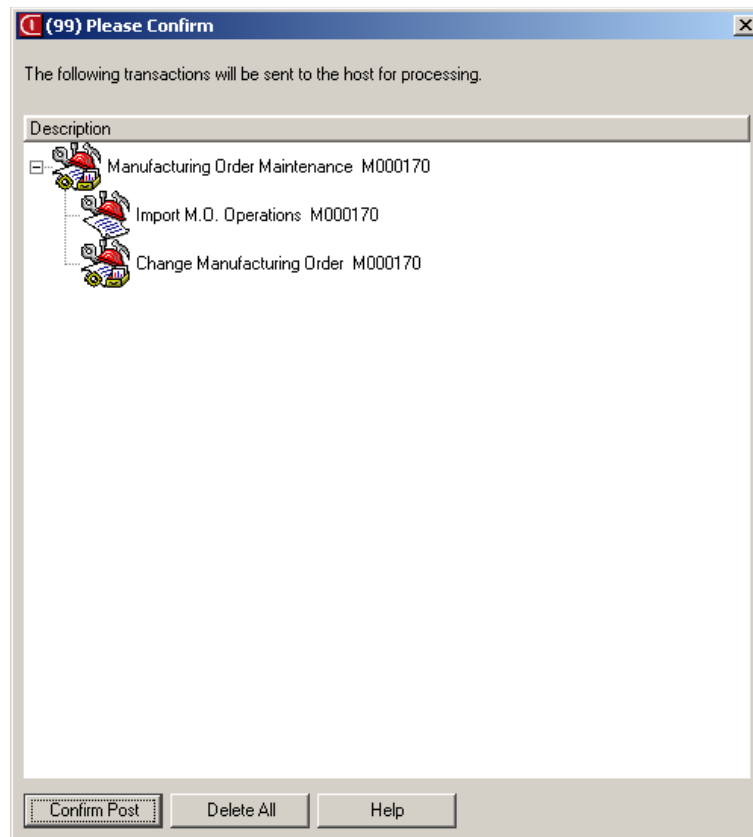 (99) Please Confirm
The following transactions will be sent to the host for processing.
Description
Manufacturing Order Maintenance M000170
Import M.O. Operations M000170
Change Manufacturing Order M000170
Confirm Post Delete All Help